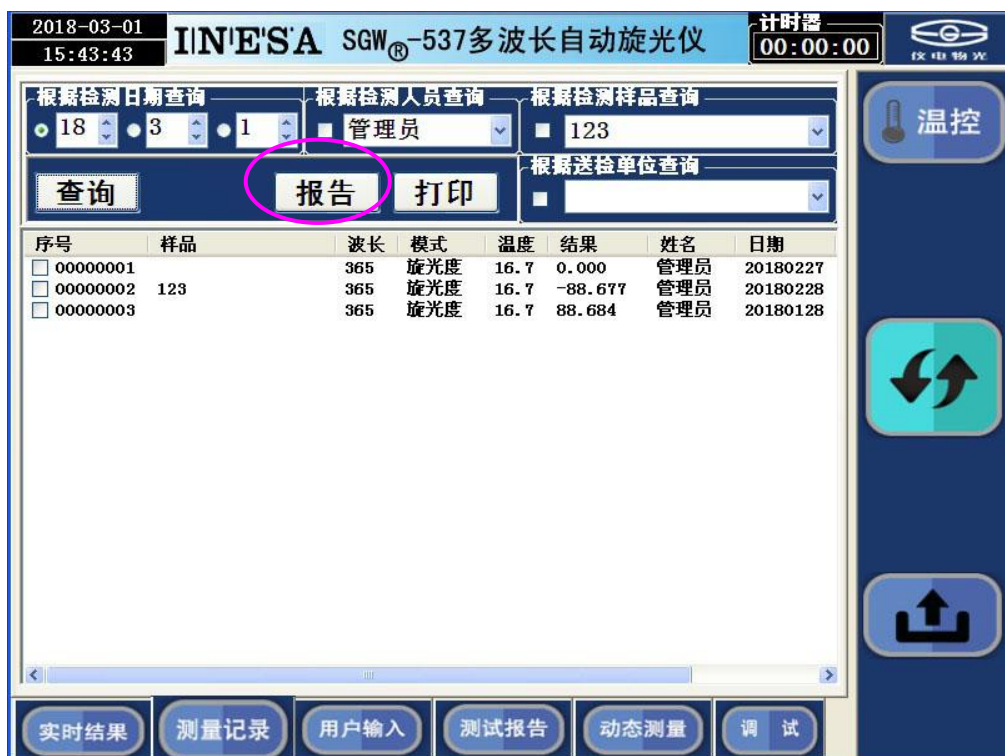 2018-03-01
15:43:43
INESA SGW®-537多波长自动旋光仪
计时器
00:00:00
仪电物光
根据检测日期查询
18 3 1
根据检测人员查询
管理员
根据检测样品查询
123
温控
查询 报告 打印
根据送检单位查询
序号 样品 波长 模式 温度 结果 姓名 日期
00000001 365 旋光度 16.7 0.000 管理员 20180227
00000002 123 365 旋光度 16.7 -88.677 管理员 20180228
00000003 365 旋光度 16.7 88.684 管理员 20180128
实时结果 测量记录 用户输入 测试报告 动态测量 调 试